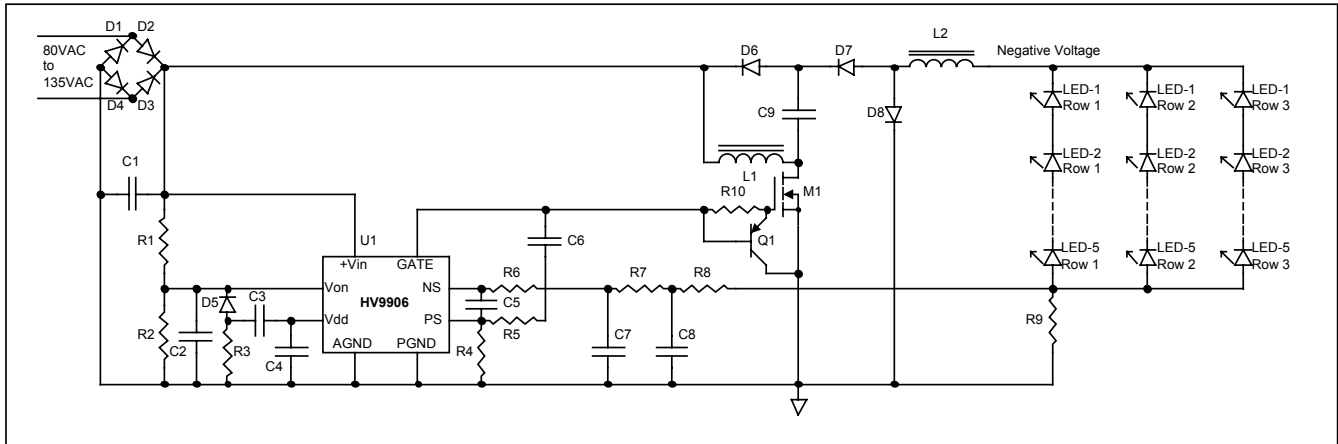 D1 D2
80VAC
to
135VAC
D4 D3
D6
D7
L2
Negative Voltage
C9
D8
LED-1
Row 1
LED-1
Row 2
LED-1
Row 3
C1
L1
M1
LED-2
Row 1
LED-2
Row 2
LED-2
Row 3
R10
R1
U1
C6
Q1
+Vin
GATE
LED-5
Row 1
LED-5
Row 2
LED-5
Row 3
Von
NS
R6
R7
R8
D5
C3
HV9906
C5
Vdd
PS
R5
R9
R2
C2
R3
C4
AGND
PGND
R4
C7
C8